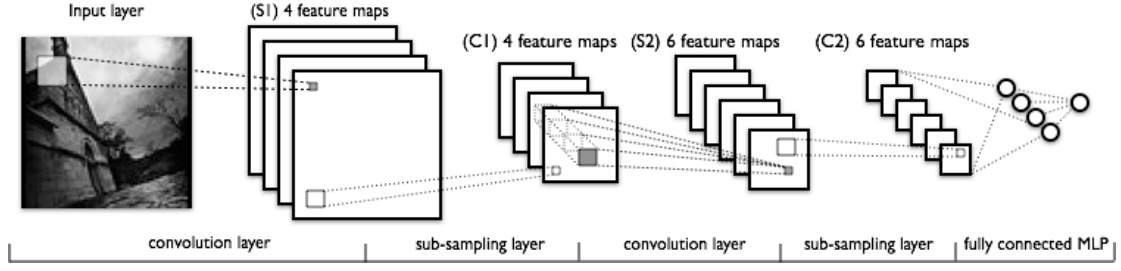 Input layer
(S1) 4 feature maps
(C1) 4 feature maps
(S2) 6 feature maps
(C2) 6 feature maps
convolution layer
sub-sampling layer
convolution layer
sub-sampling layer
fully connected MLP